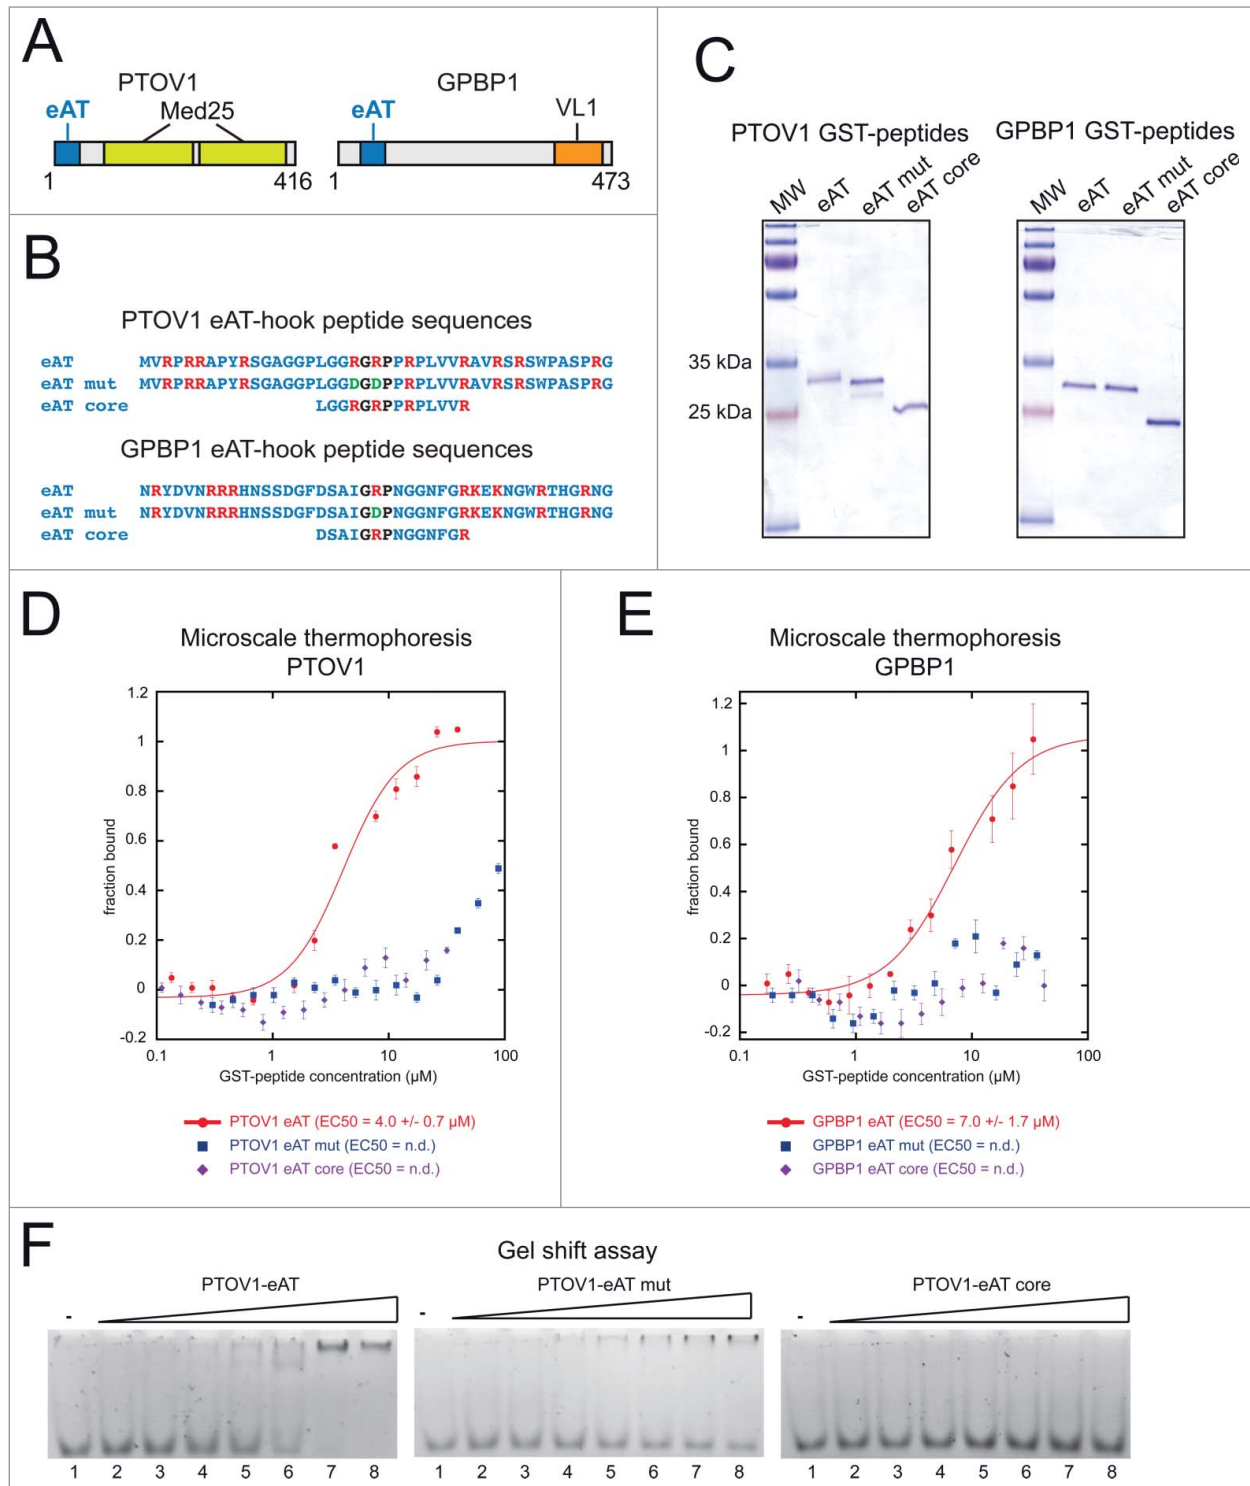 A
PTOV1
GPBP1
eAT
Med25
eAT
VL1
1
416
1
473
B
PTOV1 eAT-hook peptide sequences
eAT MVRPRRAPYRSGAGGPLGGRGRPPRPLVVRAVRSRSWPASPRG
eAT mut MVRPRRAPYRSGAGGPLGGDGDPPRPLVVRAVRSRSWPASPRG
eAT core LGGRGRPPRPLVVR
GPBP1 eAT-hook peptide sequences
eAT NRYDVNRRRHNSSDGFDSAIGRPNGGNFGRKEKNGWRTHGRNG
eAT mut NRYDVNRRRHNSSDGFDSAIGDPNGGNFGRKEKNGWRTHGRNG
eAT core DSAIGRPNGGNFGR
C
PTOV1 GST-peptides
GPBP1 GST-peptides
MW
eAT
eAT mut
eAT core
MW
eAT
eAT mut
eAT core
35 kDa
25 kDa
D
Microscale thermophoresis
PTOV1
fraction bound
1.2
1
0.8
0.6
0.4
0.2
0
-0.2
0.1 1 10 100
GST-peptide concentration (µM)
PTOV1 eAT (EC50 = 4.0 +/- 0.7 µM)
PTOV1 eAT mut (EC50 = n.d.)
PTOV1 eAT core (EC50 = n.d.)
E
Microscale thermophoresis
GPBP1
fraction bound
1.2
1
0.8
0.6
0.4
0.2
0
-0.2
0.1 1 10 100
GST-peptide concentration (µM)
GPBP1 eAT (EC50 = 7.0 +/- 1.7 µM)
GPBP1 eAT mut (EC50 = n.d.)
GPBP1 eAT core (EC50 = n.d.)
F
Gel shift assay
PTOV1-eAT
PTOV1-eAT mut
PTOV1-eAT core
- - -
1 2 3 4 5 6 7 8
1 2 3 4 5 6 7 8
1 2 3 4 5 6 7 8